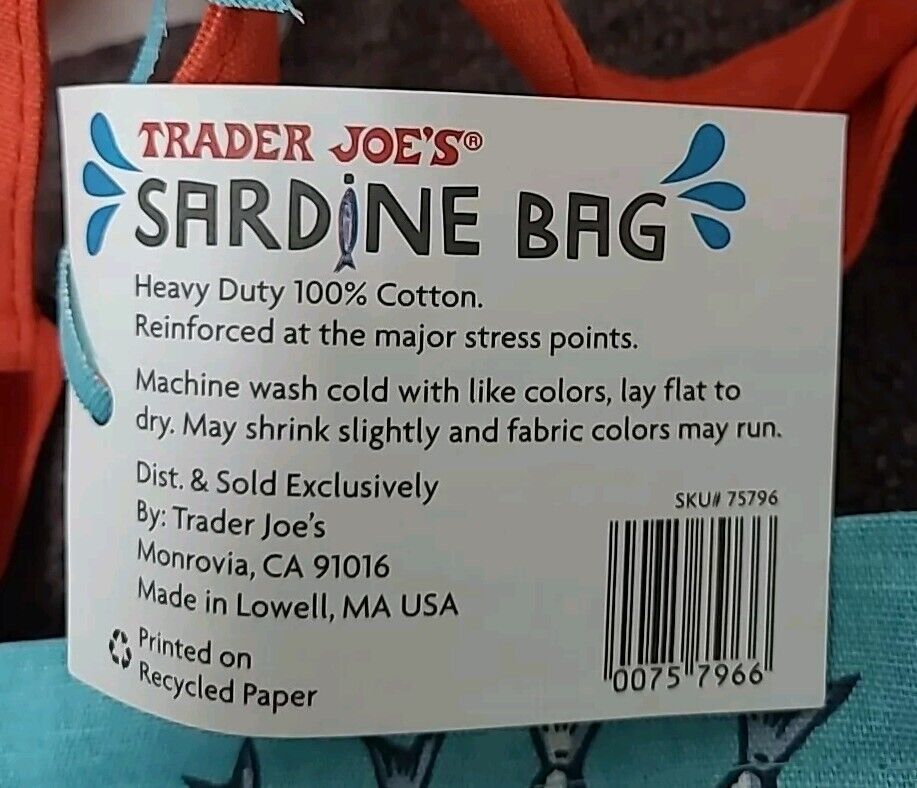 TRADER JOE'S®
SARDINE BAG
Heavy Duty 100% Cotton.
Reinforced at the major stress points.
Machine wash cold with like colors, lay flat to
dry. May shrink slightly and fabric colors may run.
Dist. & Sold Exclusively
By: Trader Joe's
Monrovia, CA 91016
Made in Lowell, MA USA
Printed on
Recycled Paper
SKU# 75796
0075 7966